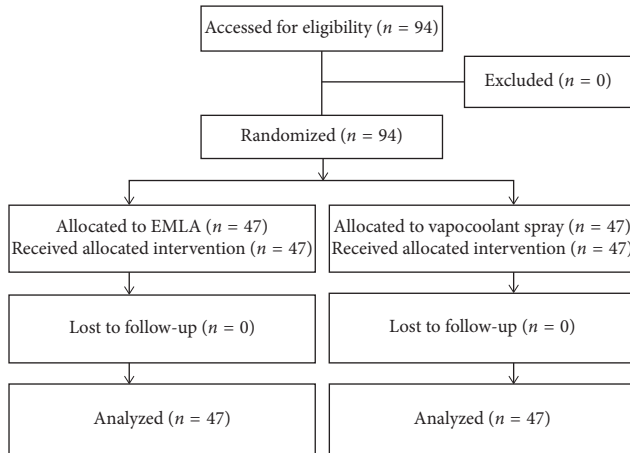 Accessed for eligibility (n = 94)
Excluded (n = 0)
Randomized (n = 94)
Allocated to EMLA (n = 47)
Received allocated intervention (n = 47)
Allocated to vapocoolant spray (n = 47)
Received allocated intervention (n = 47)
Lost to follow-up (n = 0)
Lost to follow-up (n = 0)
Analyzed (n = 47)
Analyzed (n = 47)